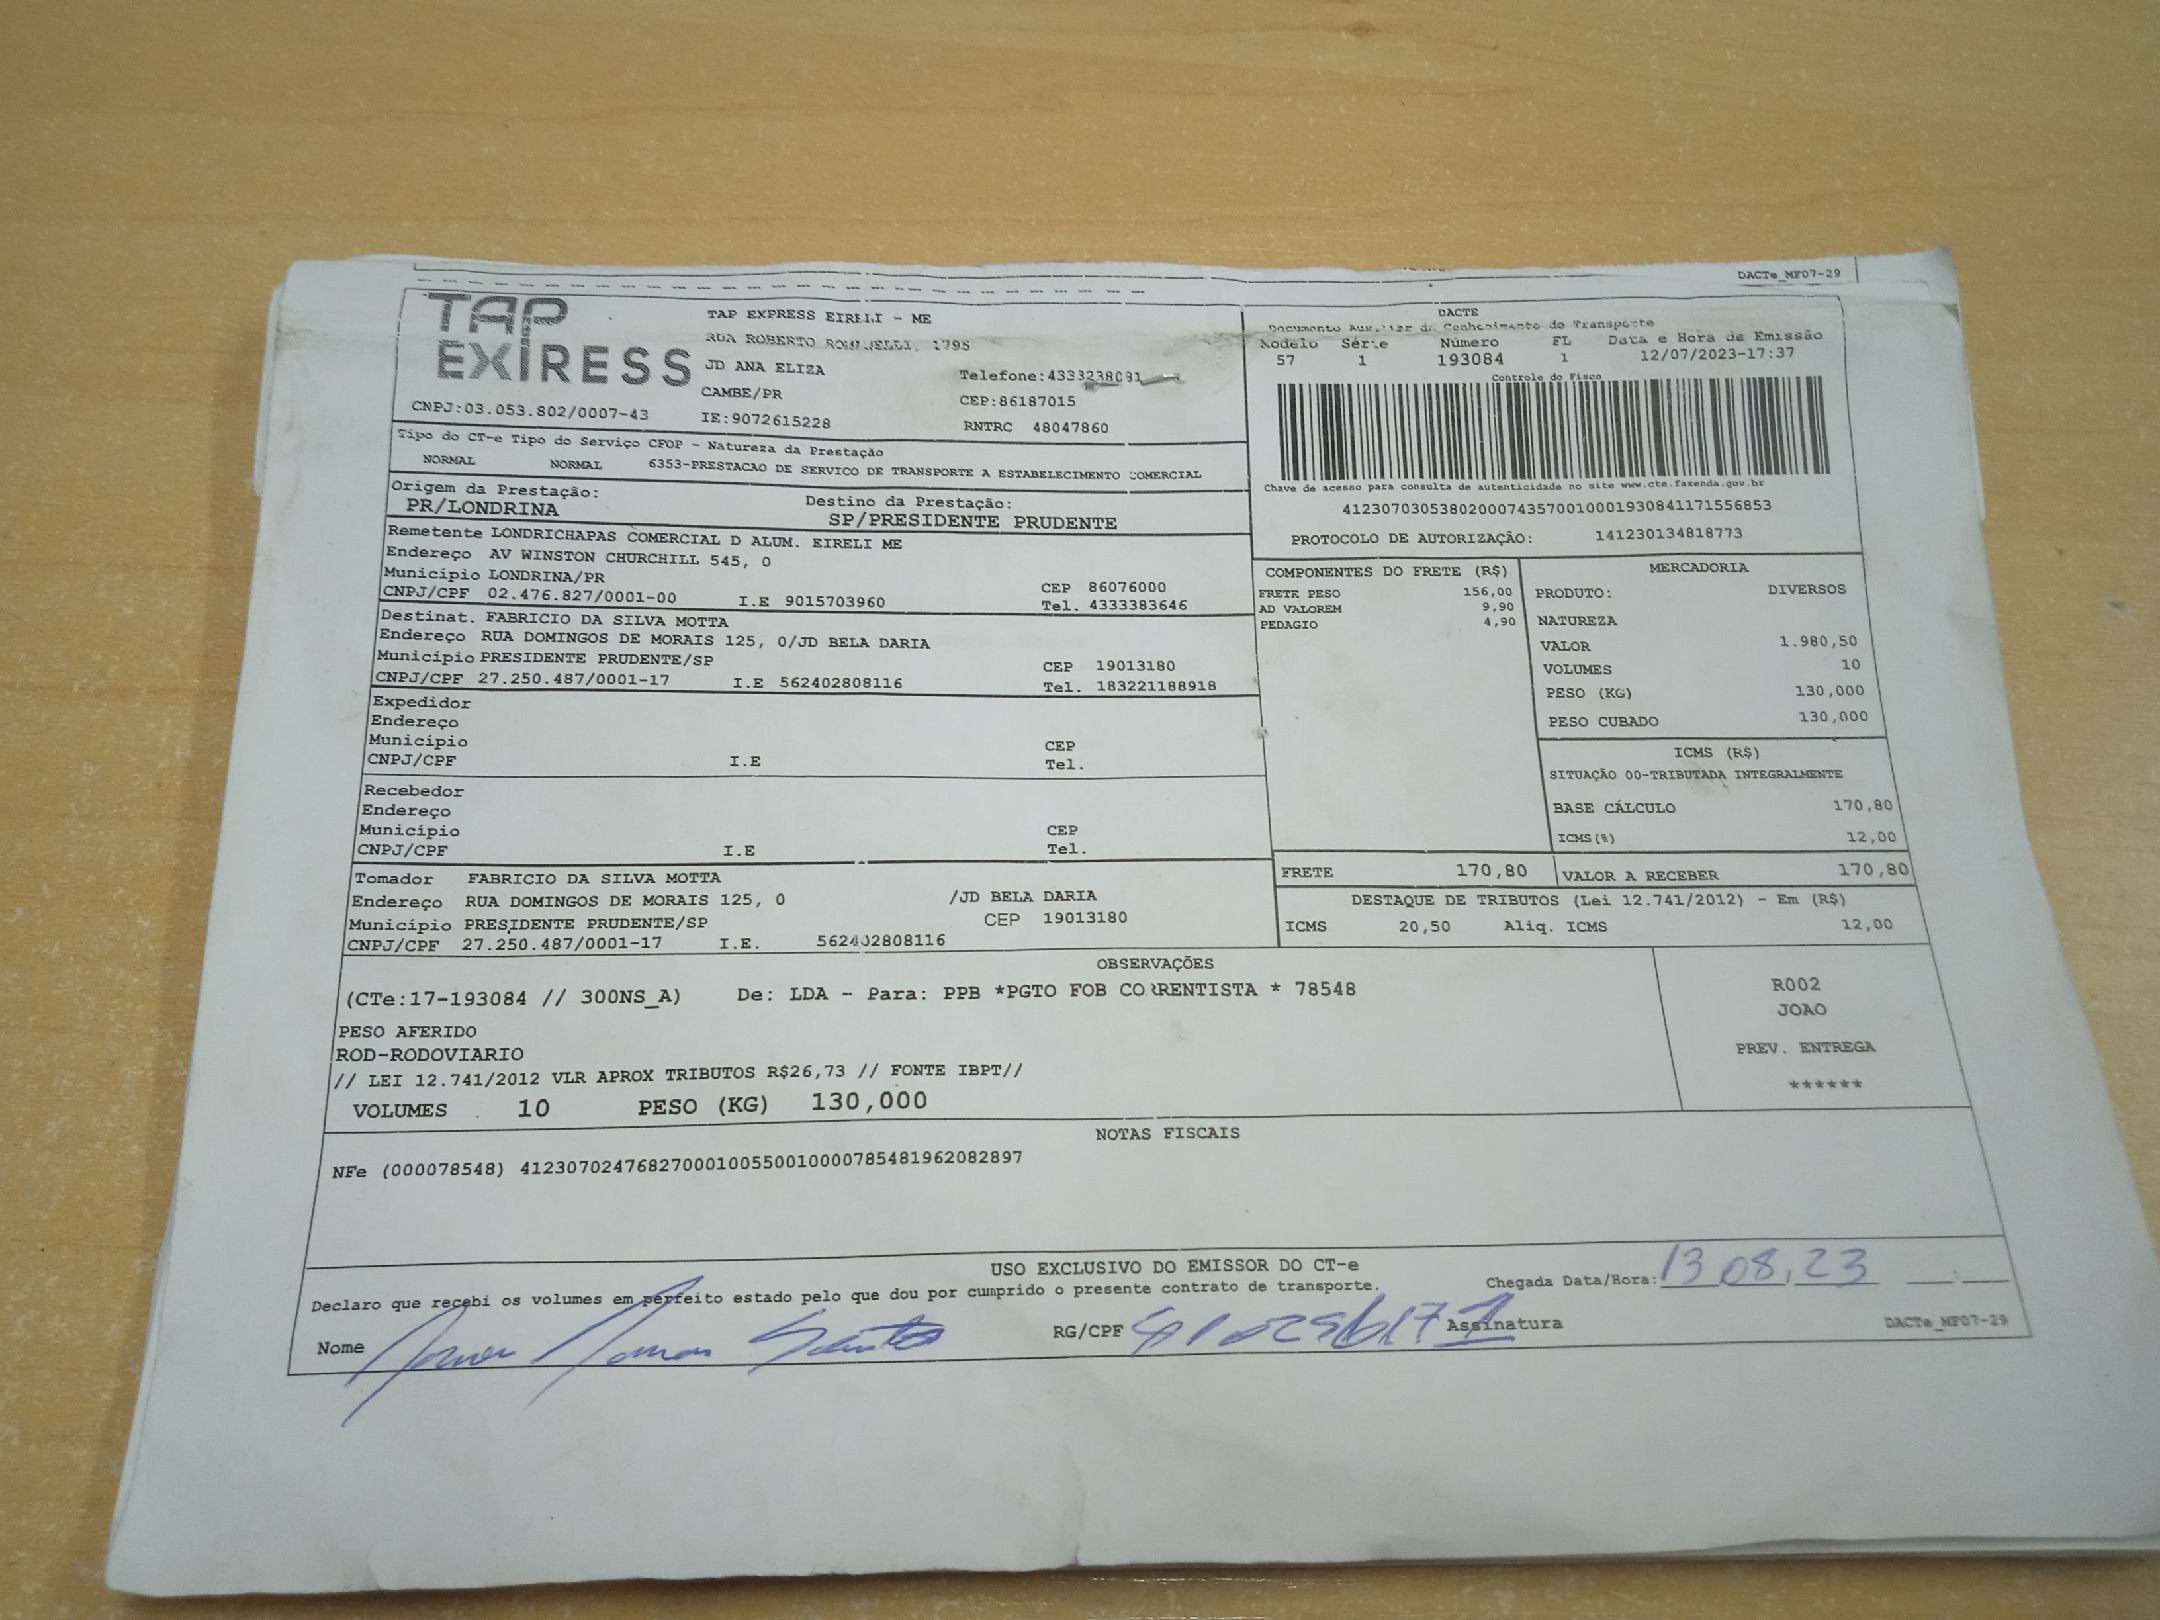 DACTe_MF07-29
TAP EXPRESS
TAP EXPRESS EIRELI - ME
RUA ROBERTO 1795
JD ANA ELIZA
Telefone:4333238081
CAMBE/PR
CEP:86187015
CNPJ:03.053.802/0007-43
IE:9072615228
RNTRC 48047860
DACTE
Documento Auxiliar do Conhecimento do Transporte
Modelo Série Número FL Data e Hora de Emissão
57 1 193084 1 12/07/2023-17:37
Controle do Fisco
Chave de acesso para consulta de autenticidade no site www.cte.fazenda.gov.br
41230703053802000743570010001930841171556853
PROTOCOLO DE AUTORIZAÇÃO: 141230134818773
Tipo do CT-e Tipo do Serviço CFOP - Natureza da Prestação
NORMAL NORMAL 6353-PRESTACAO DE SERVICO DE TRANSPORTE A ESTABELECIMENTO COMERCIAL
Origem da Prestação: Destino da Prestação:
PR/LONDRINA SP/PRESIDENTE PRUDENTE
Remetente LONDRICHAPAS COMERCIAL D ALUM. EIRELI ME
Endereço AV WINSTON CHURCHILL 545, 0
Município LONDRINA/PR CEP 86076000
CNPJ/CPF 02.476.827/0001-00 I.E 9015703960 Tel. 4333383646
Destinat. FABRICIO DA SILVA MOTTA
Endereço RUA DOMINGOS DE MORAIS 125, 0/JD BELA DARIA
Município PRESIDENTE PRUDENTE/SP CEP 19013180
CNPJ/CPF 27.250.487/0001-17 I.E 562402808116 Tel. 183221188918
Expedidor
Endereço
Município CEP
CNPJ/CPF I.E Tel.
Recebedor
Endereço
Município CEP
CNPJ/CPF I.E Tel.
Tomador FABRICIO DA SILVA MOTTA
Endereço RUA DOMINGOS DE MORAIS 125, 0 /JD BELA DARIA
Município PRESIDENTE PRUDENTE/SP CEP 19013180
CNPJ/CPF 27.250.487/0001-17 I.E. 562402808116
COMPONENTES DO FRETE (R$)
FRETE PESO 156,00
AD VALOREM 9,90
PEDAGIO 4,90
MERCADORIA
PRODUTO: DIVERSOS
NATUREZA
VALOR 1.980,50
VOLUMES 10
PESO (KG) 130,000
PESO CUBADO 130,000
ICMS (R$)
SITUAÇÃO 00-TRIBUTADA INTEGRALMENTE
BASE CÁLCULO 170,80
ICMS(%) 12,00
FRETE 170,80 VALOR A RECEBER 170,80
DESTAQUE DE TRIBUTOS (Lei 12.741/2012) - Em (R$)
ICMS 20,50 Aliq. ICMS 12,00
OBSERVAÇÕES
(CTe:17-193084 // 300NS_A) De: LDA - Para: PPB *PGTO FOB CORRENTISTA * 78548
PESO AFERIDO
ROD-RODOVIARIO
// LEI 12.741/2012 VLR APROX TRIBUTOS R$26,73 // FONTE IBPT//
VOLUMES 10 PESO (KG) 130,000
R002
JOAO
PREV. ENTREGA
******
NOTAS FISCAIS
NFe (000078548) 41230702476827000100550010000785481962082897
USO EXCLUSIVO DO EMISSOR DO CT-e
Declaro que recebi os volumes em perfeito estado pelo que dou por cumprido o presente contrato de transporte.
Chegada Data/Hora: 13 08 23 __:__
Nome Santos RG/CPF Assinatura
DACTe_MF07-29